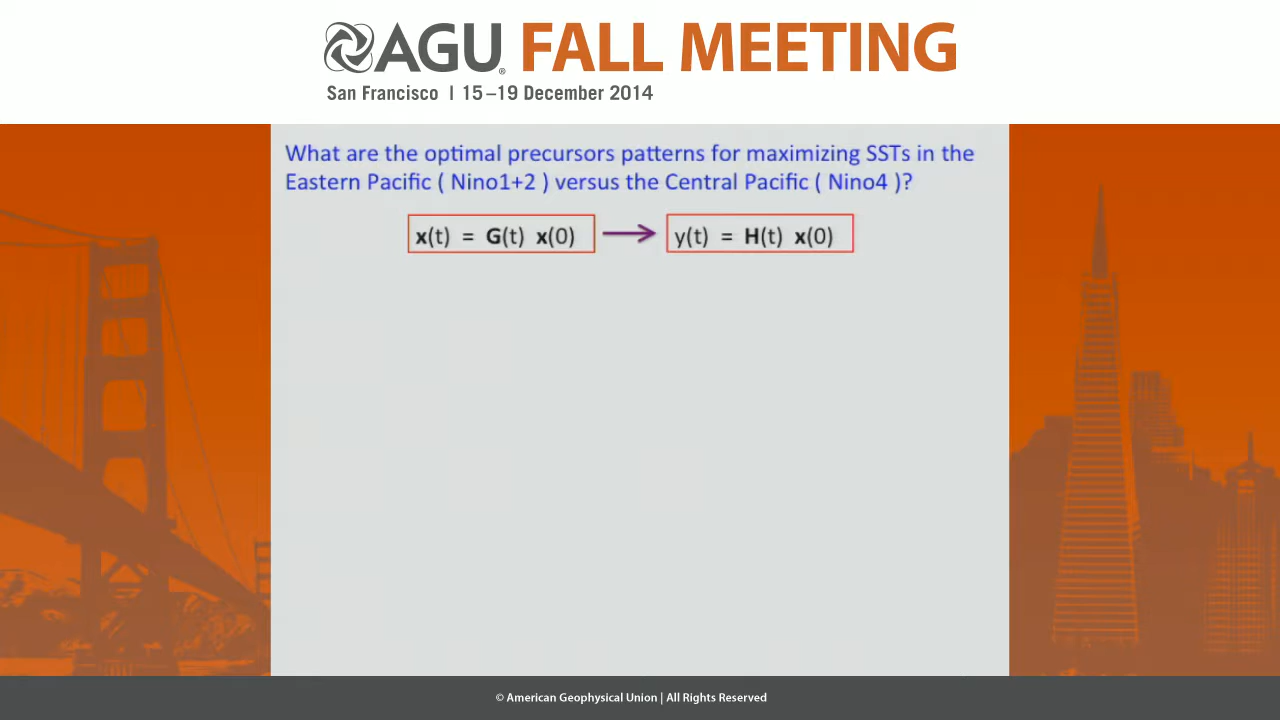 AGU® FALL MEETING
San Francisco | 15–19 December 2014
What are the optimal precursors patterns for maximizing SSTs in the
Eastern Pacific ( Nino1+2 ) versus the Central Pacific ( Nino4 )?
x(t) = G(t) x(0)
y(t) = H(t) x(0)
© American Geophysical Union | All Rights Reserved